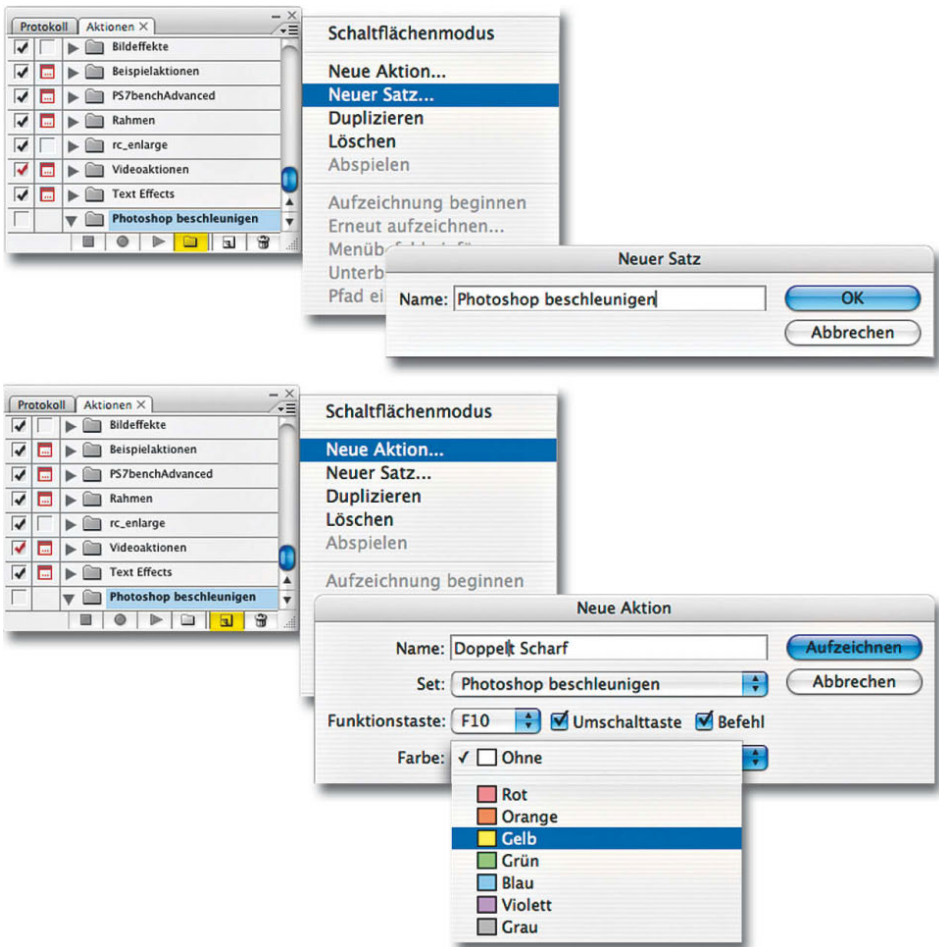 Protokoll Aktionen
Bildeffekte
Beispielaktionen
PS7benchAdvanced
Rahmen
rc_enlarge
Videoaktionen
Text Effects
Photoshop beschleunigen
Schaltflächenmodus
Neue Aktion...
Neuer Satz...
Duplizieren
Löschen
Abspielen
Aufzeichnung beginnen
Erneut aufzeichnen...
Unterb
Pfad ei
Neuer Satz
Name: Photoshop beschleunigen
OK
Abbrechen
Protokoll Aktionen
Bildeffekte
Beispielaktionen
PS7benchAdvanced
Rahmen
rc_enlarge
Videoaktionen
Text Effects
Photoshop beschleunigen
Schaltflächenmodus
Neue Aktion...
Neuer Satz...
Duplizieren
Löschen
Abspielen
Aufzeichnung beginnen
Neue Aktion
Name: Doppelt Scharf
Aufzeichnen
Set: Photoshop beschleunigen
Abbrechen
Funktionstaste: F10 Umschalttaste Befehl
Farbe: Ohne
Rot
Orange
Gelb
Grün
Blau
Violett
Grau